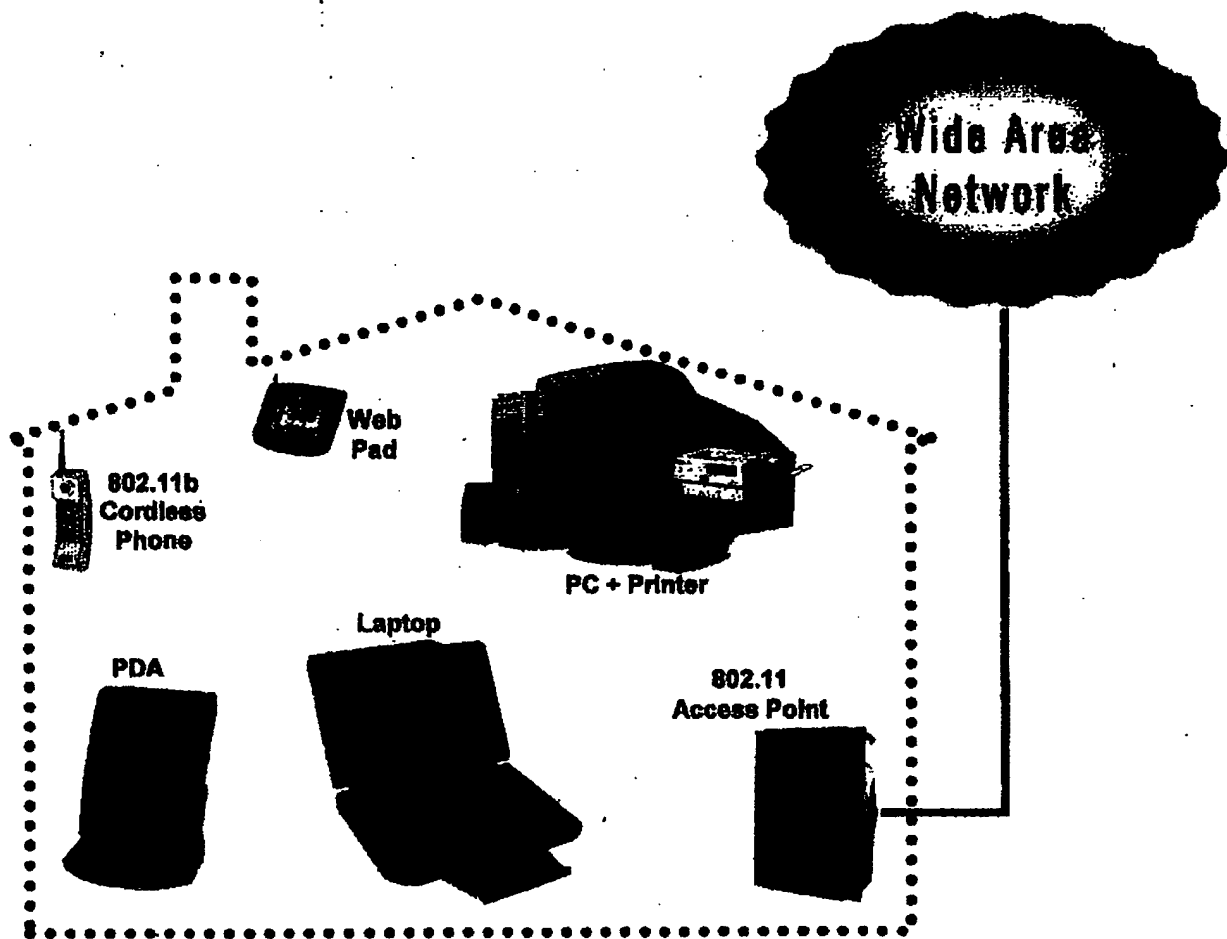 Wide Area
Network
Web
Pad
802.11b
Cordless
Phone
PC + Printer
Laptop
PDA
802.11
Access Point